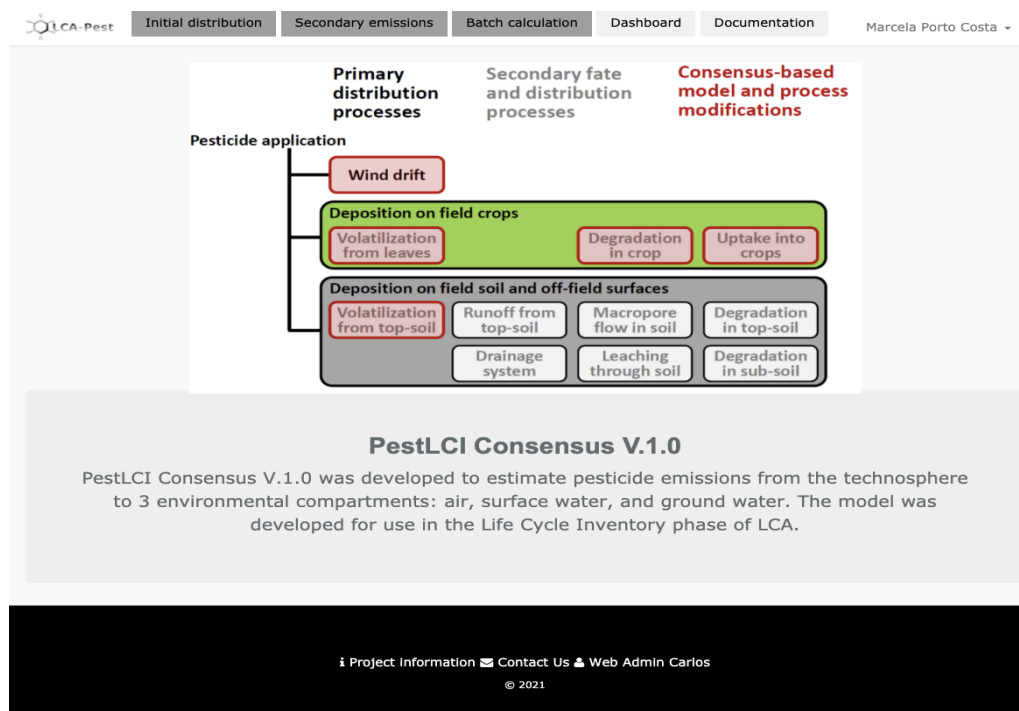 LCA-Pest
Initial distribution
Secondary emissions
Batch calculation
Dashboard
Documentation
Marcela Porto Costa
Primary
distribution
processes
Secondary fate
and distribution
processes
Consensus-based
model and process
modifications
Pesticide application
Wind drift
Deposition on field crops
Volatilization
from leaves
Degradation
in crop
Uptake into
crops
Deposition on field soil and off-field surfaces
Volatilization
from top-soil
Runoff from
top-soil
Macropore
flow in soil
Degradation
in top-soil
Drainage
system
Leaching
through soil
Degradation
in sub-soil
PestLCI Consensus V.1.0
PestLCI Consensus V.1.0 was developed to estimate pesticide emissions from the technosphere
to 3 environmental compartments: air, surface water, and ground water. The model was
developed for use in the Life Cycle Inventory phase of LCA.
Project information Contact Us Web Admin Carlos
© 2021